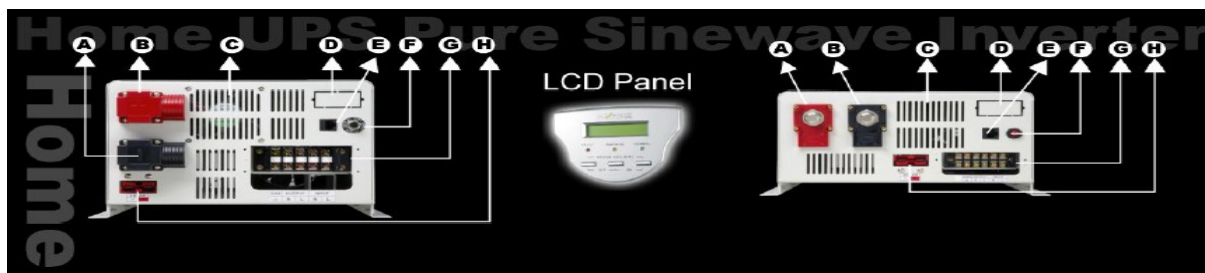 Home UPS Pure Sinewave Inverter
Home
A B C D E F G H
LCD Panel
A B C D E F G H